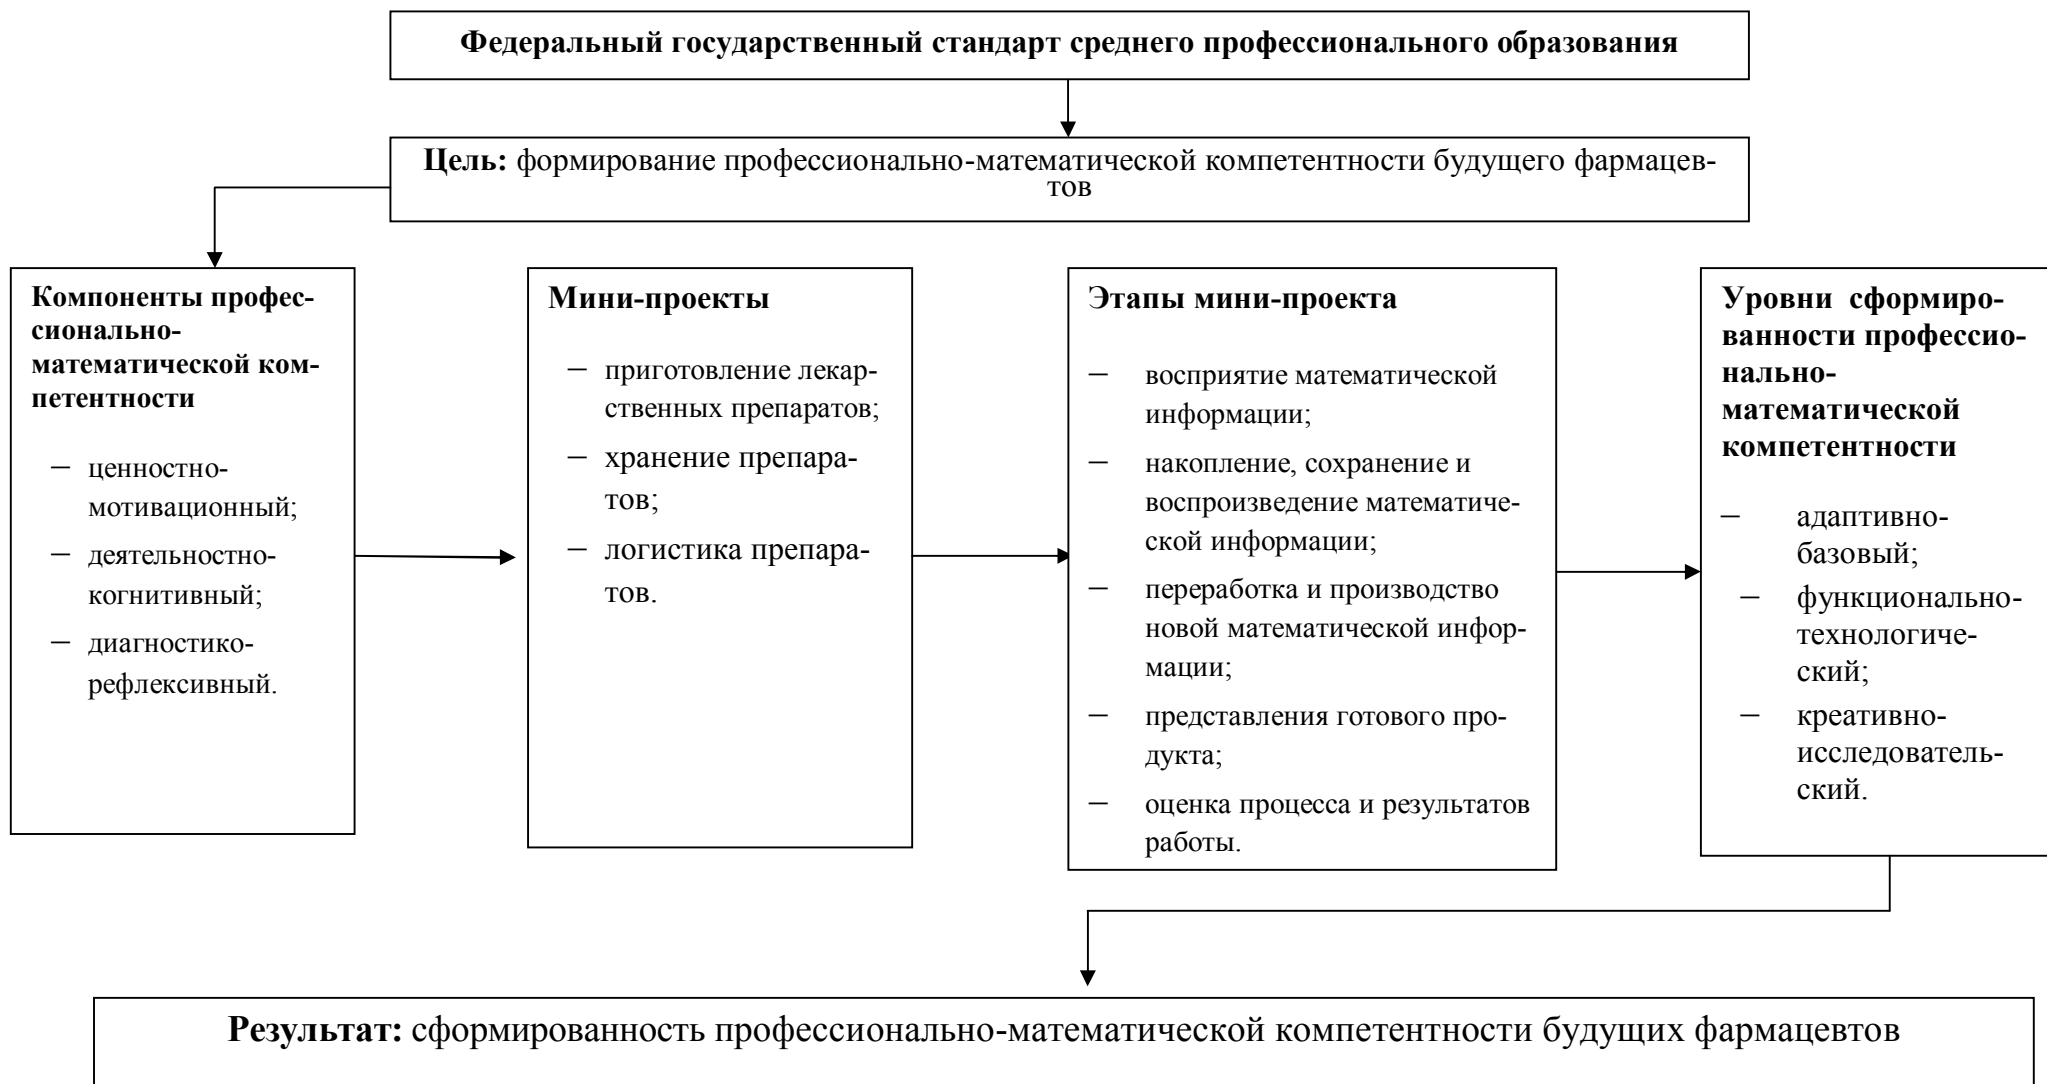 Федеральный государственный стандарт среднего профессионального образования
Цель: формирование профессионально-математической компетентности будущего фармацев-
тов
Компоненты профес-
сионально-
математической ком-
петентности
— ценностно-
мотивационный;
— деятельностно-
когнитивный;
— диагностико-
рефлексивный.
Мини-проекты
— приготовление лекар-
ственных препаратов;
— хранение препара-
тов;
— логистика препара-
тов.
Этапы мини-проекта
— восприятие математической
информации;
— накопление, сохранение и
воспроизведение математиче-
ской информации;
— переработка и производство
новой математической инфор-
мации;
— представления готового про-
дукта;
— оценка процесса и результатов
работы.
Уровни сформиро-
ванности профессио-
нально-
математической
компетентности
— адаптивно-
базовый;
— функционально-
технологиче-
ский;
— креативно-
исследователь-
ский.
Результат: сформированность профессионально-математической компетентности будущих фармацевтов